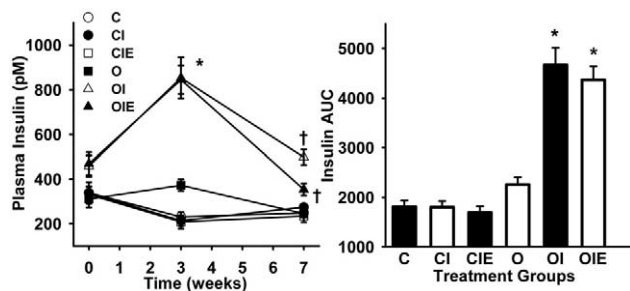 C
CI
CIE
O
OI
OIE
Plasma Insulin (pM)
1000
800
600
400
200
*
†
†
0 1 2 3 4 5 6 7
Time (weeks)
Insulin AUC
5000
4000
3000
2000
1000
*
*
C CI CIE O OI OIE
Treatment Groups